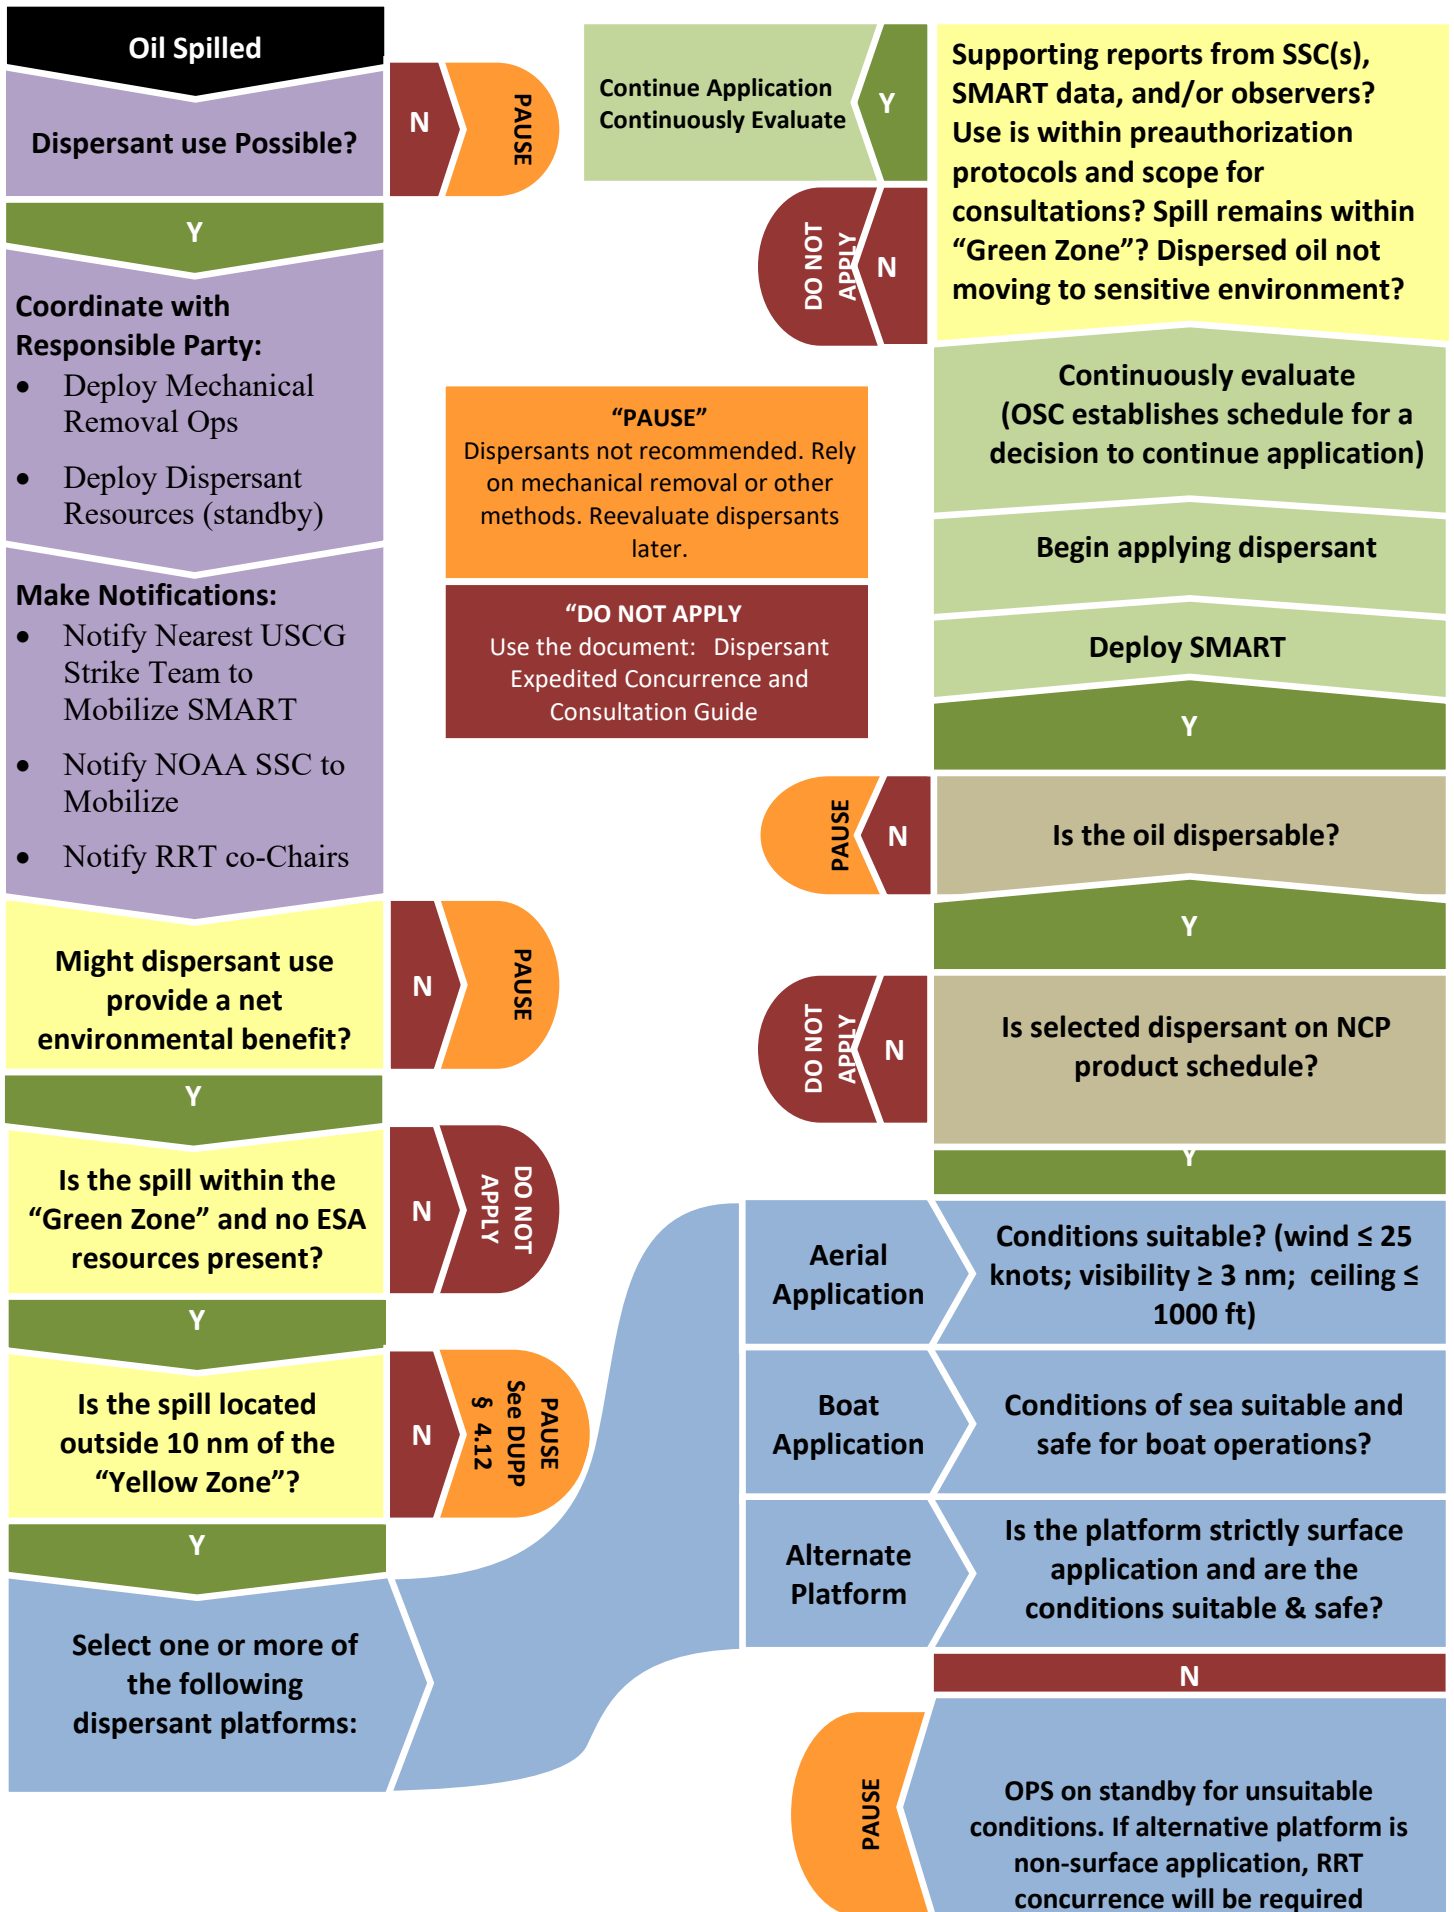 Oil Spilled
Dispersant use Possible?
N
PAUSE
Y
Coordinate with
Responsible Party:
• Deploy Mechanical
Removal Ops
• Deploy Dispersant
Resources (standby)
Make Notifications:
• Notify Nearest USCG
Strike Team to
Mobilize SMART
• Notify NOAA SSC to
Mobilize
• Notify RRT co-Chairs
Might dispersant use
provide a net
environmental benefit?
N
PAUSE
Y
Is the spill within the
“Green Zone” and no ESA
resources present?
N
DO NOT
APPLY
Y
Is the spill located
outside 10 nm of the
“Yellow Zone”?
N
PAUSE
See DUPP
§ 4.12
Y
Select one or more of
the following
dispersant platforms:
“PAUSE”
Dispersants not recommended. Rely
on mechanical removal or other
methods. Reevaluate dispersants
later.
“DO NOT APPLY
Use the document: Dispersant
Expedited Concurrence and
Consultation Guide
Aerial
Application
Conditions suitable? (wind ≤ 25
knots; visibility ≥ 3 nm; ceiling ≤
1000 ft)
Boat
Application
Conditions of sea suitable and
safe for boat operations?
Alternate
Platform
Is the platform strictly surface
application and are the
conditions suitable & safe?
N
OPS on standby for unsuitable
conditions. If alternative platform is
non-surface application, RRT
concurrence will be required
PAUSE
Y
Is selected dispersant on NCP
product schedule?
N
DO NOT
APPLY
Y
Is the oil dispersable?
N
PAUSE
Y
Deploy SMART
Begin applying dispersant
Continuously evaluate
(OSC establishes schedule for a
decision to continue application)
Supporting reports from SSC(s),
SMART data, and/or observers?
Use is within preauthorization
protocols and scope for
consultations? Spill remains within
“Green Zone”? Dispersed oil not
moving to sensitive environment?
Y
Continue Application
Continuously Evaluate
N
DO NOT
APPLY